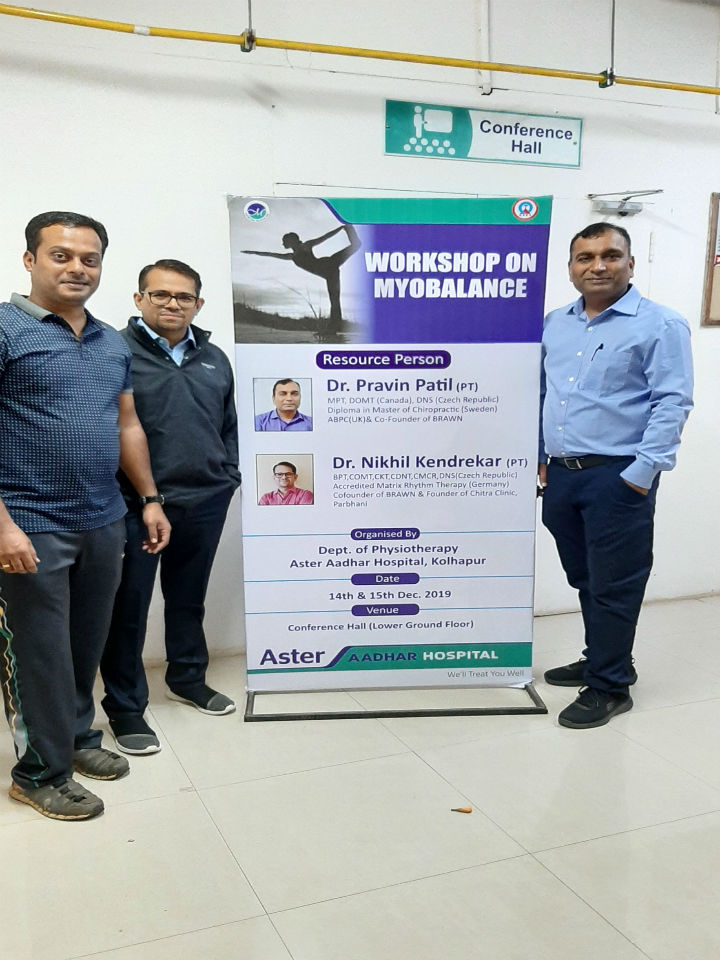 Conference
Hall
WORKSHOP ON
MYOBALANCE
Resource Person
Dr. Pravin Patil (PT)
MPT, DOMT (Canada), DNS (Czech Republic)
Diploma in Master of Chiropractic (Sweden)
ABPC(UK)& Co-Founder of BRAWN
Dr. Nikhil Kendrekar (PT)
BPT,COMT,CKT,CDNT,CMCR,DNS(Czech Republic)
Accredited Matrix Rhythm Therapy (Germany)
Cofounder of BRAWN & Founder of Chitra Clinic,
Parbhani
Organised By
Dept. of Physiotherapy
Aster Aadhar Hospital, Kolhapur
Date
14th & 15th Dec. 2019
Venue
Conference Hall (Lower Ground Floor)
Aster AADHAR HOSPITAL
We'll Treat You Well